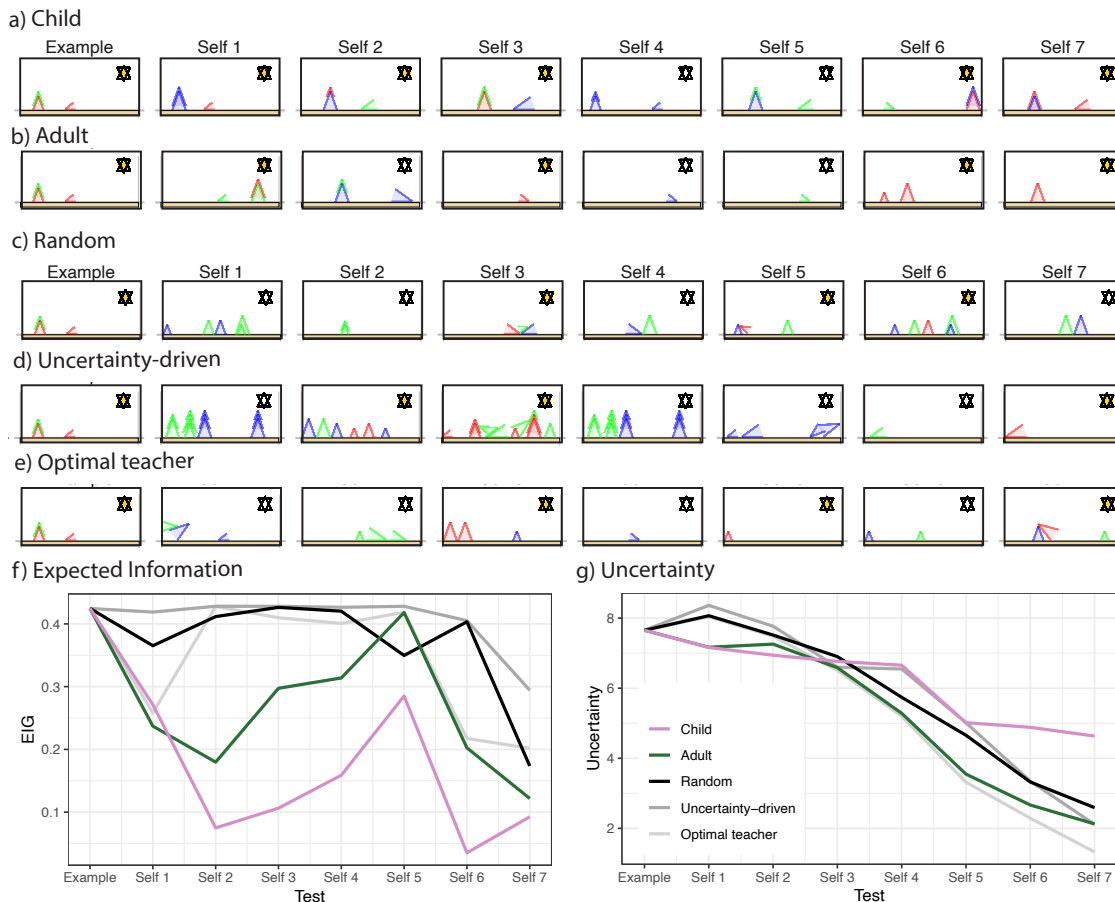 a) Child
Example Self 1 Self 2 Self 3 Self 4 Self 5 Self 6 Self 7
b) Adult
c) Random
Example Self 1 Self 2 Self 3 Self 4 Self 5 Self 6 Self 7
d) Uncertainty-driven
e) Optimal teacher
f) Expected Information
0.4
0.3
0.2
0.1
EIG
Example Self 1 Self 2 Self 3 Self 4 Self 5 Self 6 Self 7
Test
g) Uncertainty
8
6
4
2
Uncertainty
Child
Adult
Random
Uncertainty−driven
Optimal teacher
Example Self 1 Self 2 Self 3 Self 4 Self 5 Self 6 Self 7
Test